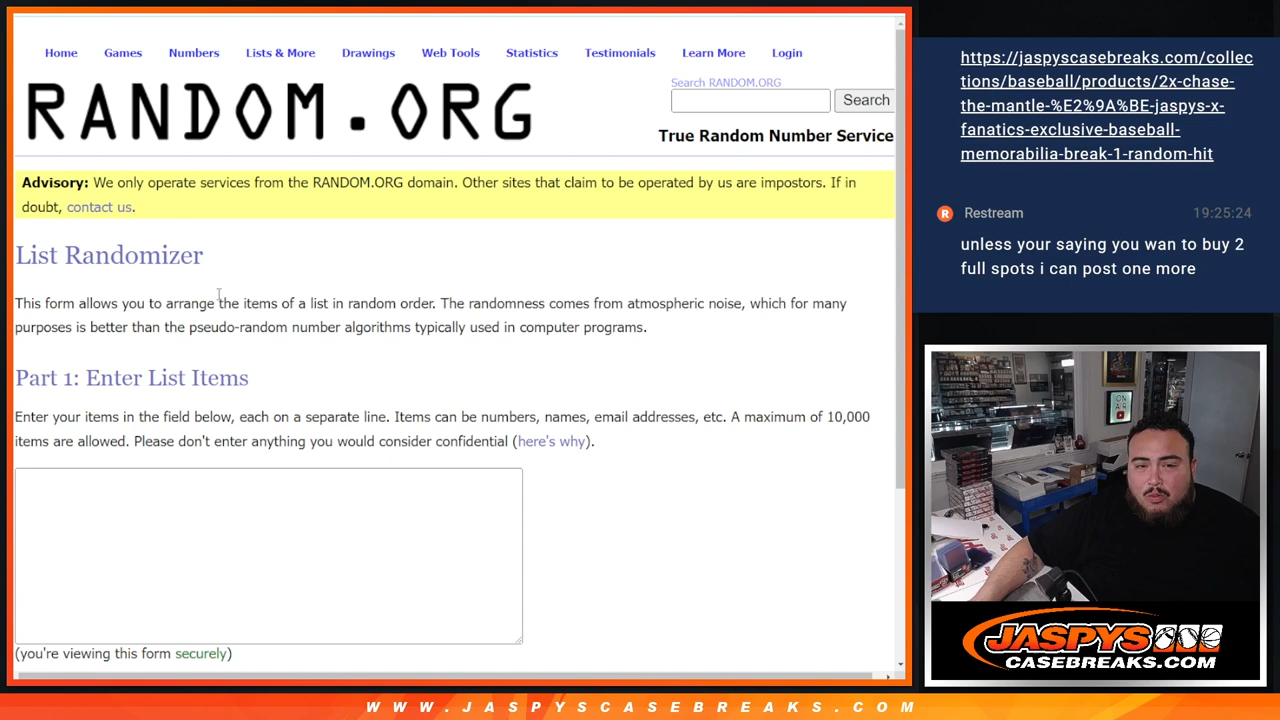 Home Games Numbers Lists & More Drawings Web Tools Statistics Testimonials Learn More Login
Search RANDOM.ORG
RANDOM.ORG
Search
True Random Number Service
Advisory: We only operate services from the RANDOM.ORG domain. Other sites that claim to be operated by us are impostors. If in
doubt, contact us.
List Randomizer
This form allows you to arrange the items of a list in random order. The randomness comes from atmospheric noise, which for many
purposes is better than the pseudo-random number algorithms typically used in computer programs.
Part 1: Enter List Items
Enter your items in the field below, each on a separate line. Items can be numbers, names, email addresses, etc. A maximum of 10,000
items are allowed. Please don't enter anything you would consider confidential (here's why).
(you're viewing this form securely)
https://jaspyscasebreaks.com/collec
tions/baseball/products/2x-chase-
the-mantle-%E2%9A%BE-jaspys-x-
fanatics-exclusive-baseball-
memorabilia-break-1-random-hit
R Restream 19:25:24
unless your saying you wan to buy 2
full spots i can post one more
ON
AIR
JASPYS
CASEBREAKS.COM
WWW.JASPYSCASEBREAKS.COM